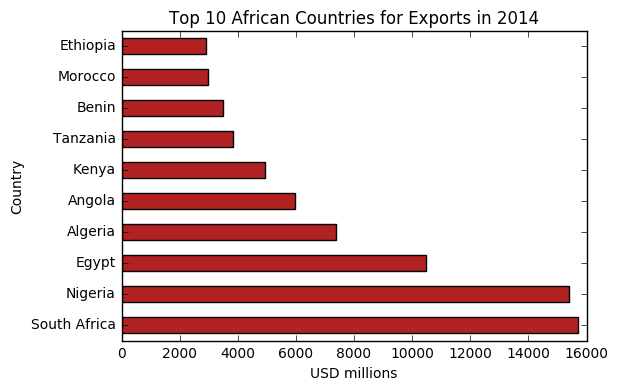 Top 10 African Countries for Exports in 2014
Country
Ethiopia
Morocco
Benin
Tanzania
Kenya
Angola
Algeria
Egypt
Nigeria
South Africa
0 2000 4000 6000 8000 10000 12000 14000 16000
USD millions